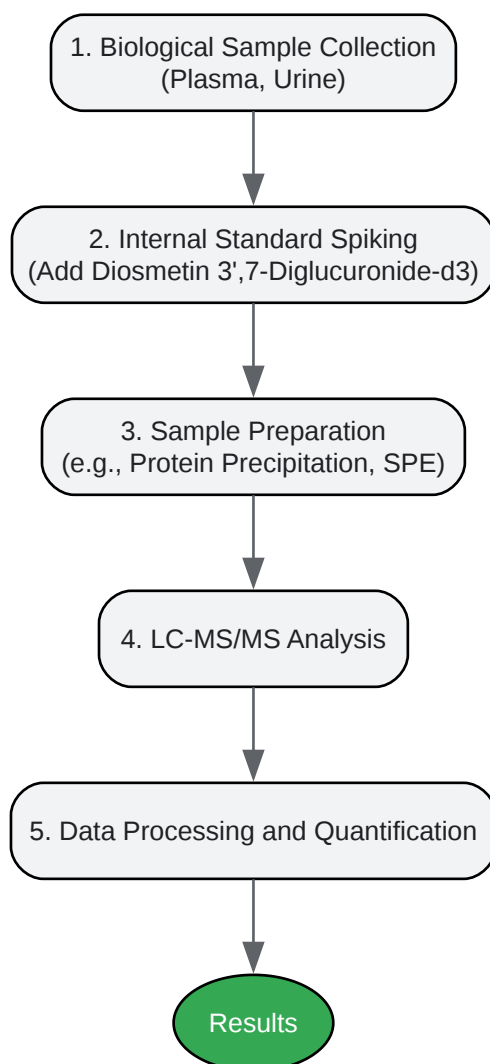 1. Biological Sample Collection
(Plasma, Urine)
2. Internal Standard Spiking
(Add Diosmetin 3',7-Diglucuronide-d3)
3. Sample Preparation
(e.g., Protein Precipitation, SPE)
4. LC-MS/MS Analysis
5. Data Processing and Quantification
Results